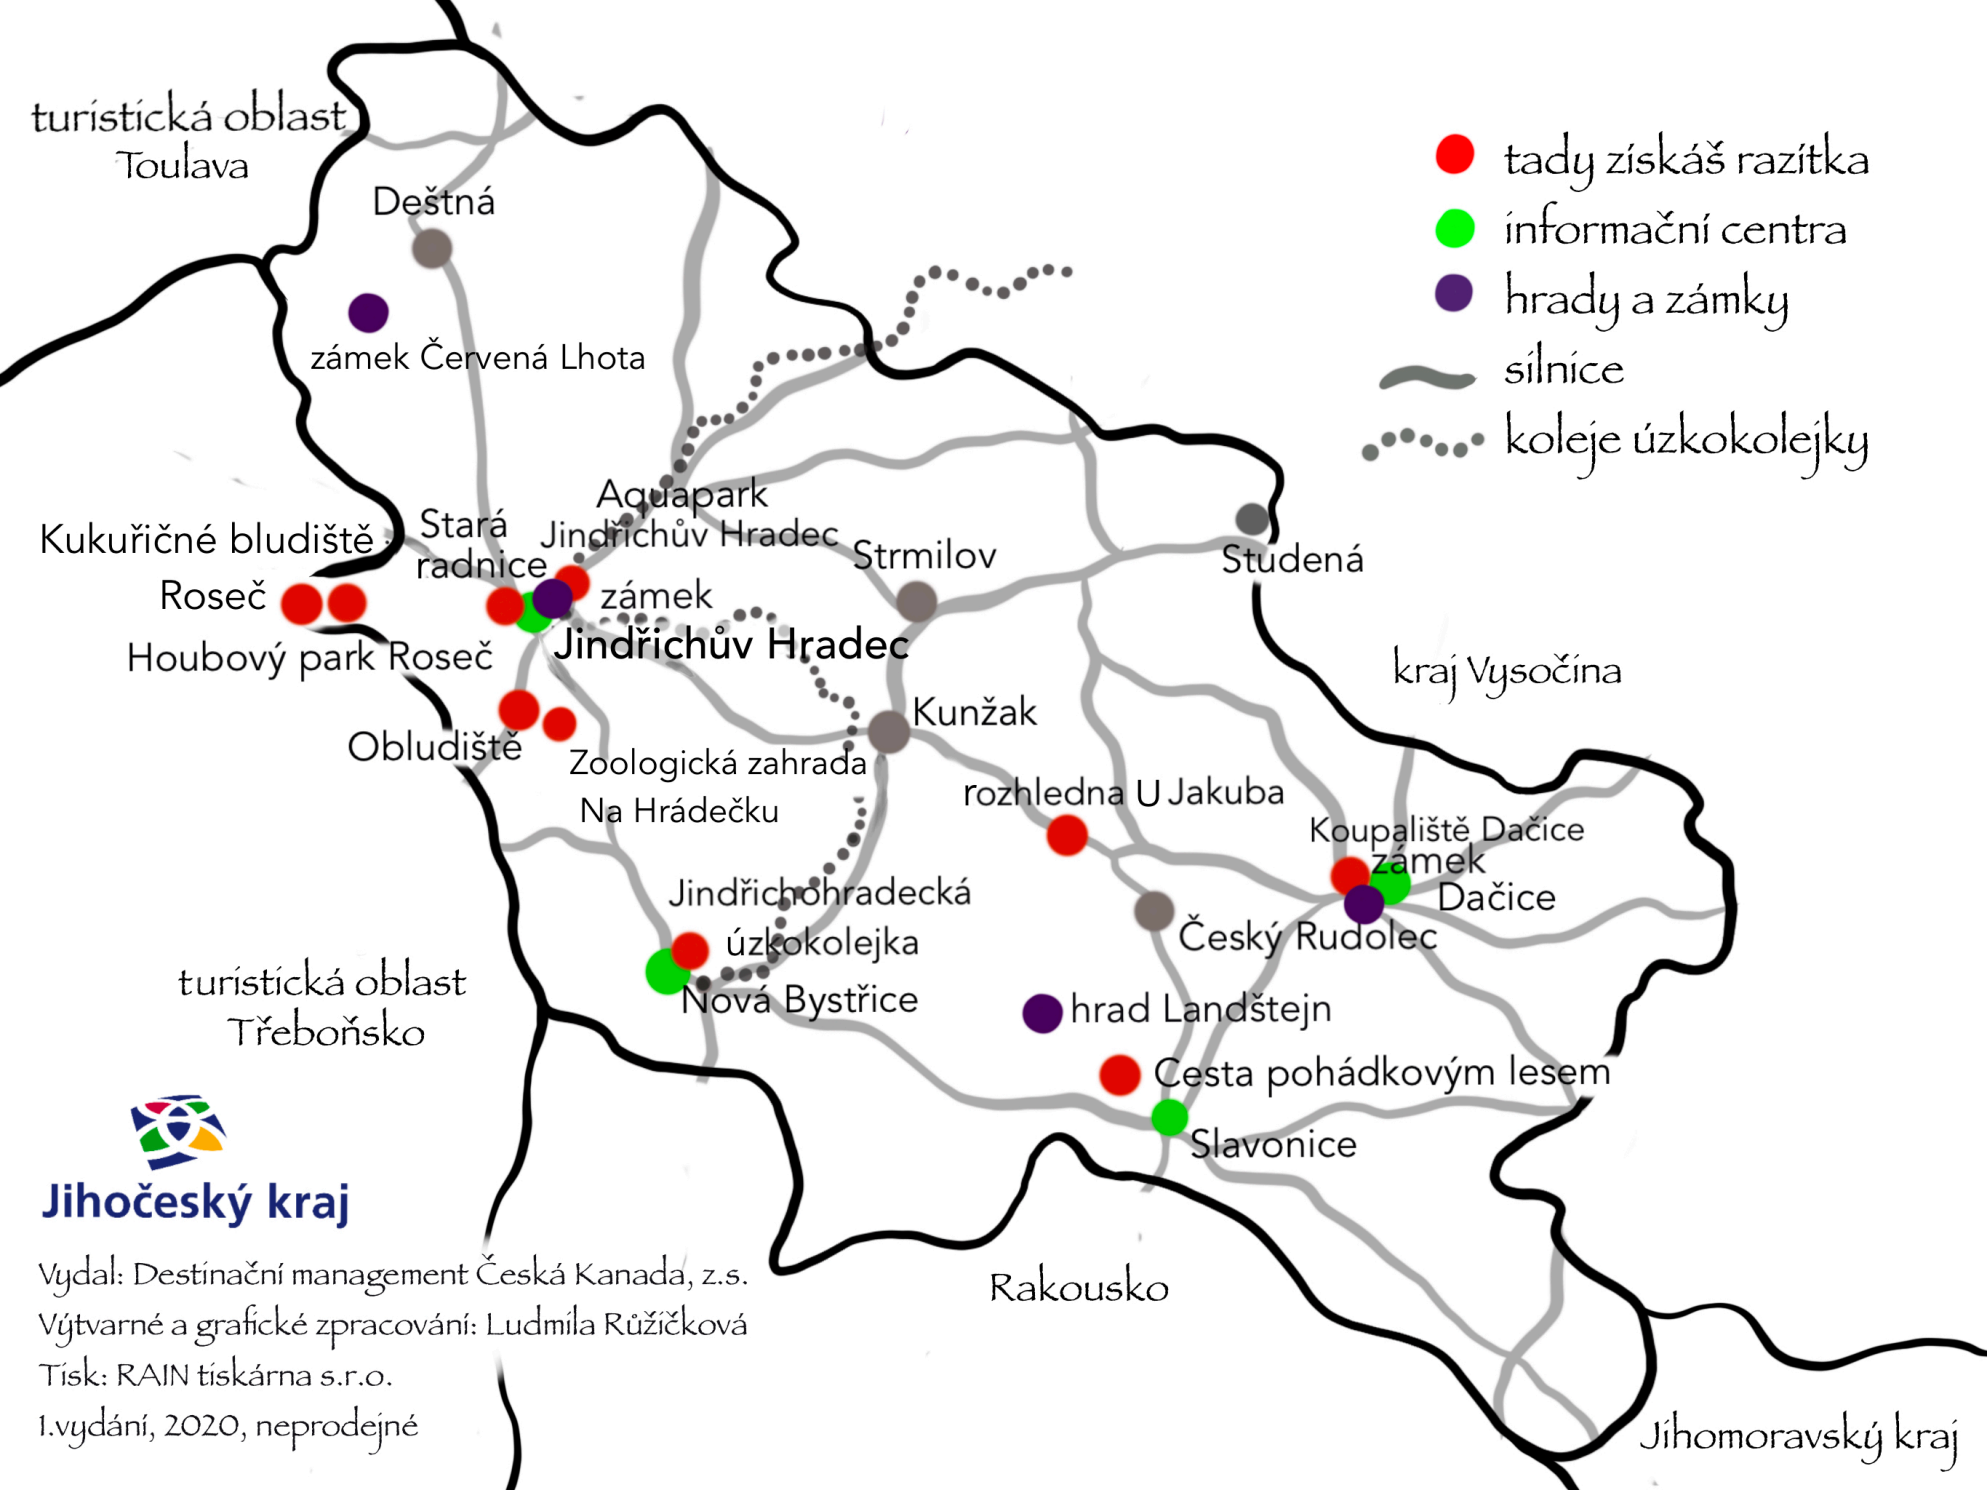 turistická oblast
Toulava
Deštná
zámek Červená Lhota
tady získáš razítka
informační centra
hrady a zámky
silnice
koleje úzkokolejky
Kukuřičné bludiště
Roseč
Houbový park Roseč
Stará
radnice
Aquapark
Jindřichův Hradec
zámek
Jindřichův Hradec
Strmilov
Studená
kraj Vysočina
Obludiště
Zoologická zahrada
Na Hrádečku
Kunžak
rozhledna U Jakuba
Koupaliště Dačice
zámek
Dačice
Český Rudolec
Jindřichohradecká
úzkokolejka
Nová Bystřice
hrad Landštejn
Cesta pohádkovým lesem
Slavonice
turistická oblast
Třeboňsko
Rakousko
Jihomoravský kraj
Jihočeský kraj
Vydal: Destinační management Česká Kanada, z.s.
Výtvarné a grafické zpracování: Ludmila Růžičková
Tisk: RAIN tiskárna s.r.o.
1.vydání, 2020, neprodejné